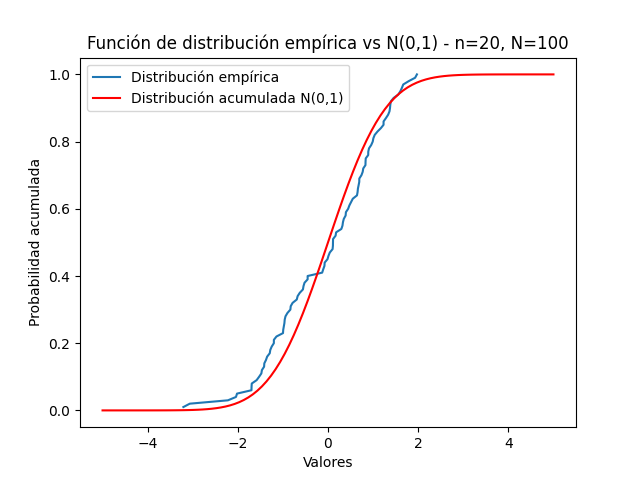 Función de distribución empírica vs N(0,1) - n=20, N=100
Distribución empírica
Distribución acumulada N(0,1)
Probabilidad acumulada
1.0
0.8
0.6
0.4
0.2
0.0
−4
−2
0
2
4
Valores